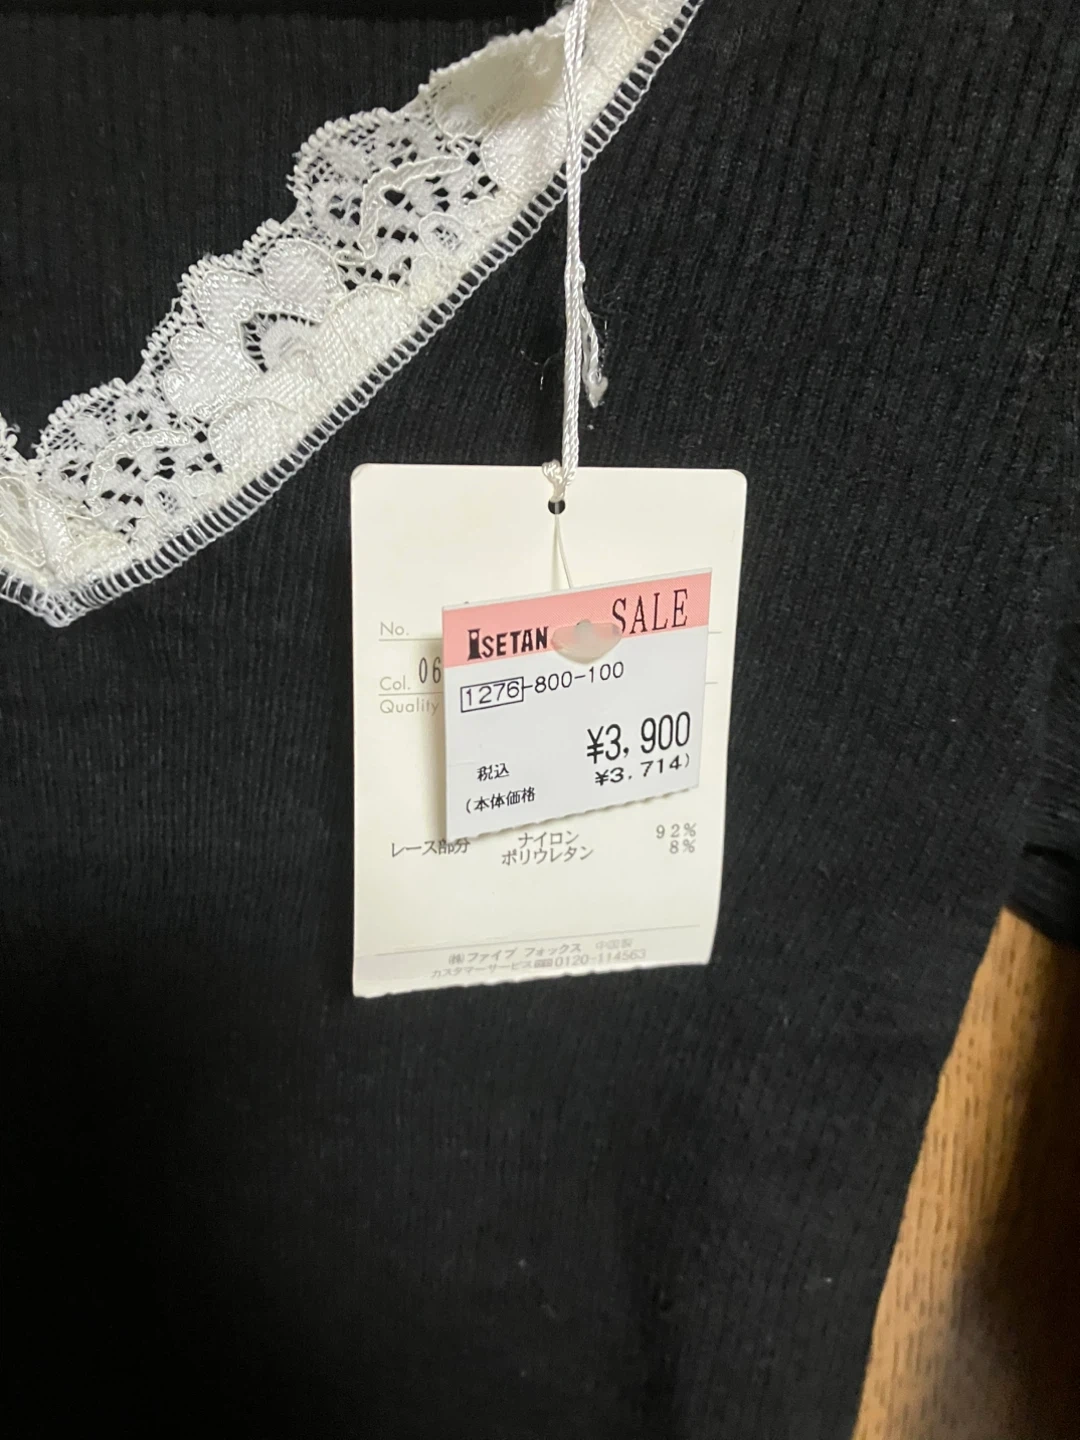 No.
Col. 06
Quality
ISETAN SALE
1276-800-100
¥3,900
税込
(本体価格 ¥3.714)
レース部分 ナイロン 92%
ポリウレタン 8%
㈱ファイブ フォックス 中国製
カスタマーサービス 0120-114563